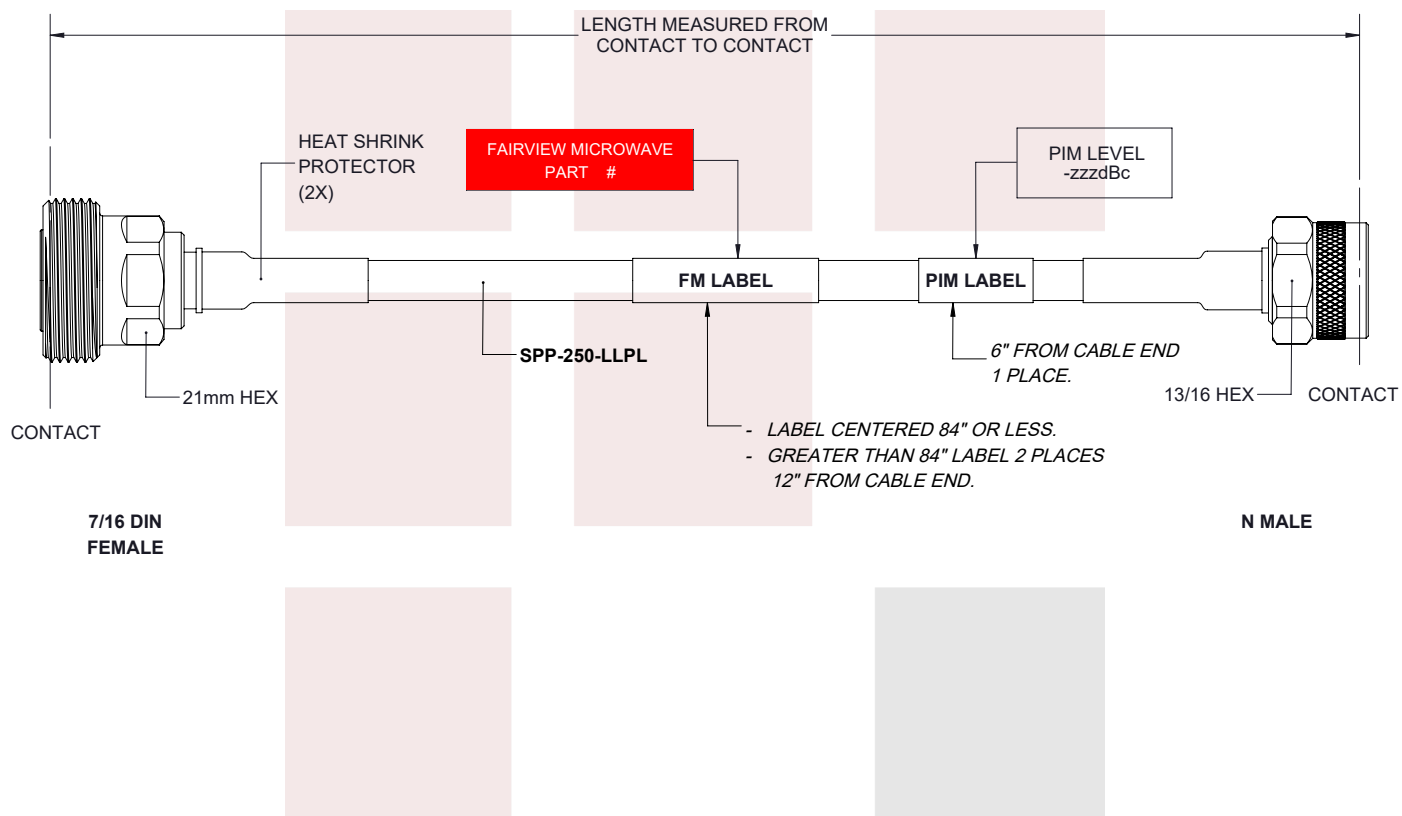 LENGTH MEASURED FROM
CONTACT TO CONTACT
HEAT SHRINK
PROTECTOR
(2X)
FAIRVIEW MICROWAVE
PART #
PIM LEVEL
-zzzdBc
FM LABEL
PIM LABEL
SPP-250-LLPL
6" FROM CABLE END
1 PLACE.
21mm HEX
13/16 HEX
CONTACT
CONTACT
- LABEL CENTERED 84" OR LESS.
- GREATER THAN 84" LABEL 2 PLACES
12" FROM CABLE END.
7/16 DIN
FEMALE
N MALE